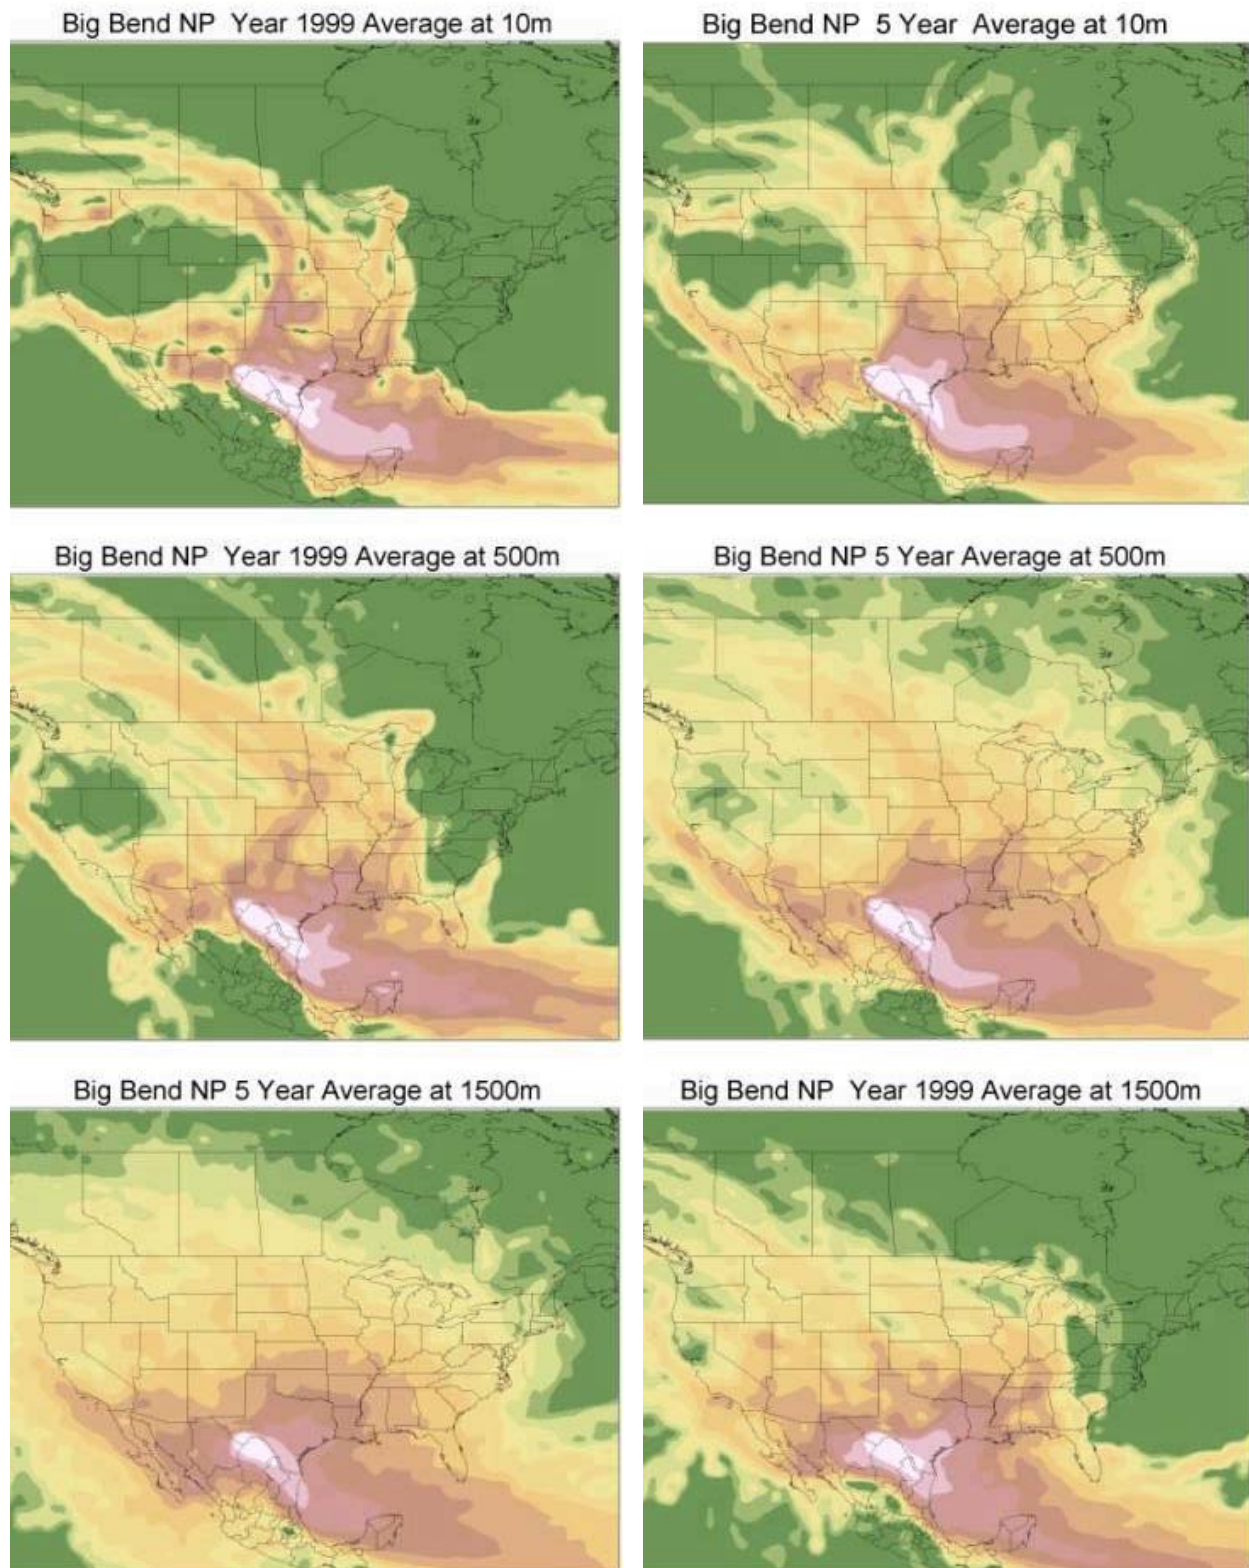 Big Bend NP  Year 1999 Average at 10m
Big Bend NP  5 Year  Average at 10m
Big Bend NP  Year 1999 Average at 500m
Big Bend NP 5 Year Average at 500m
Big Bend NP 5 Year Average at 1500m
Big Bend NP  Year 1999 Average at 1500m